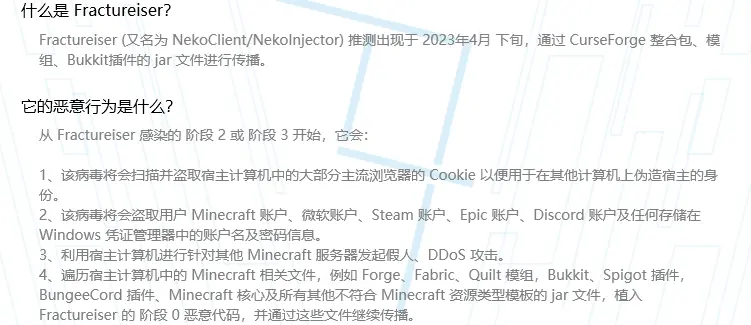 什么是 Fractureiser?
Fractureiser (又名为 NekoClient/NekoInjector) 推测出现于 2023年4月 下旬，通过 CurseForge 整合包、模
组、Bukkit插件的 jar 文件进行传播。
它的恶意行为是什么?
从 Fractureiser 感染的 阶段 2 或 阶段 3 开始，它会：
1、该病毒将会扫描并盗取宿主计算机中的大部分主流浏览器的 Cookie 以便用于在其他计算机上伪造宿主的身
份。
2、该病毒将会盗取用户 Minecraft 账户、微软账户、Steam 账户、Epic 账户、Discord 账户及任何存储在
Windows 凭证管理器中的账户名及密码信息。
3、利用宿主计算机进行针对其他 Minecraft 服务器发起假人、DDoS 攻击。
4、遍历宿主计算机中的 Minecraft 相关文件，例如 Forge、Fabric、Quilt 模组，Bukkit、Spigot 插件，
BungeeCord 插件、Minecraft 核心及所有其他不符合 Minecraft 资源类型模板的 jar 文件，植入
Fractureiser 的 阶段 0 恶意代码，并通过这些文件继续传播。